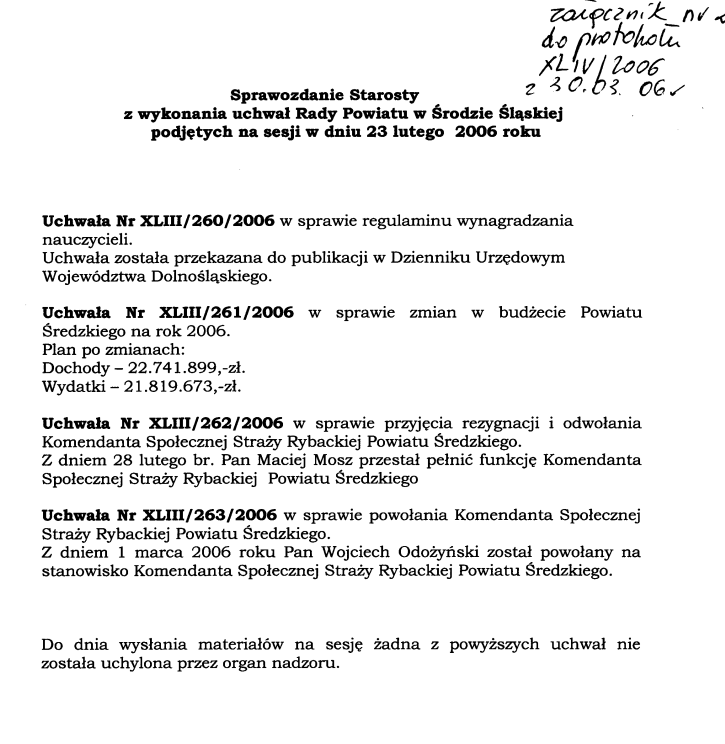 załącznik nr
do protokołu
XLIV/2006
z 30.03.06
Sprawozdanie Starosty
z wykonania uchwał Rady Powiatu w Środzie Śląskiej
podjętych na sesji w dniu 23 lutego 2006 roku
Uchwała Nr XLIII/260/2006 w sprawie regulaminu wynagradzania
nauczycieli.
Uchwała została przekazana do publikacji w Dzienniku Urzędowym
Województwa Dolnośląskiego.
Uchwała Nr XLIII/261/2006 w sprawie zmian w budżecie Powiatu
Średzkiego na rok 2006.
Plan po zmianach:
Dochody – 22.741.899,-zł.
Wydatki – 21.819.673,-zł.
Uchwała Nr XLIII/262/2006 w sprawie przyjęcia rezygnacji i odwołania
Komendanta Społecznej Straży Rybackiej Powiatu Średzkiego.
Z dniem 28 lutego br. Pan Maciej Mosz przestał pełnić funkcję Komendanta
Społecznej Straży Rybackiej Powiatu Średzkiego
Uchwała Nr XLIII/263/2006 w sprawie powołania Komendanta Społecznej
Straży Rybackiej Powiatu Średzkiego.
Z dniem 1 marca 2006 roku Pan Wojciech Odożyński został powołany na
stanowisko Komendanta Społecznej Straży Rybackiej Powiatu Średzkiego.
Do dnia wysłania materiałów na sesję żadna z powyższych uchwał nie
została uchylona przez organ nadzoru.